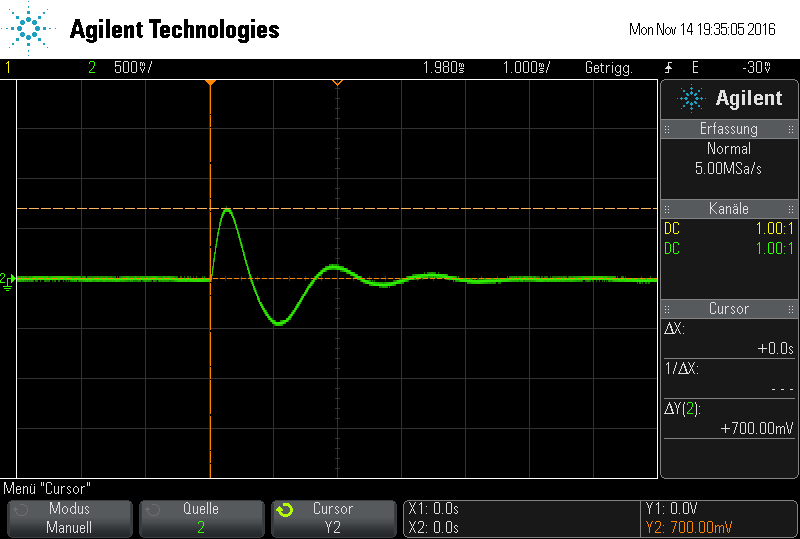 Agilent Technologies
Mon Nov 14 19:35:05 2016
1 2 500V/ 1.980s 1.000s/ Getrigg. E -30V
Agilent
Erfassung
Normal
5.00MSa/s
Kanäle
DC 1.00:1
DC 1.00:1
Cursor
ΔX:
+0.0s
1/ΔX:
- - -
ΔY(2):
+700.00mV
2
Menü "Cursor"
Modus
Manuell
Quelle
2
Cursor
Y2
X1: 0.0s
X2: 0.0s
Y1: 0.0V
Y2: 700.00mV